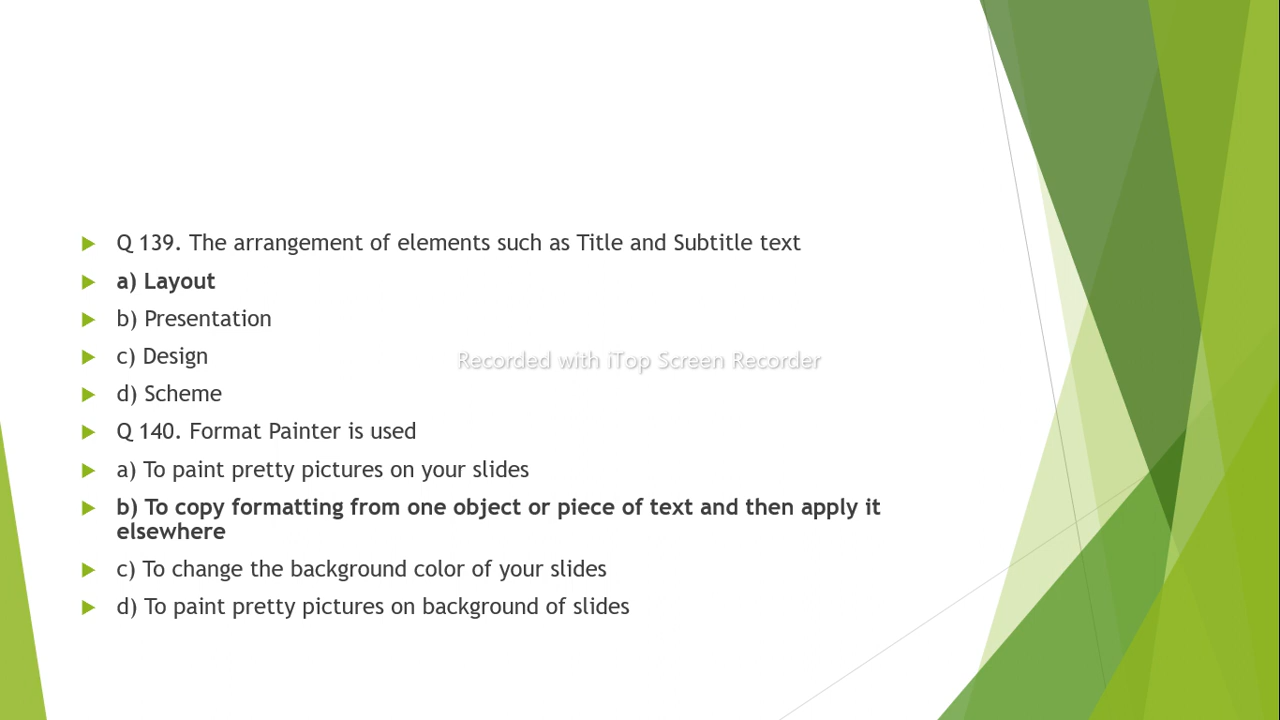 Q 139. The arrangement of elements such as Title and Subtitle text
a) Layout
b) Presentation
c) Design
Recorded with iTop Screen Recorder
d) Scheme
Q 140. Format Painter is used
a) To paint pretty pictures on your slides
b) To copy formatting from one object or piece of text and then apply it
elsewhere
c) To change the background color of your slides
d) To paint pretty pictures on background of slides